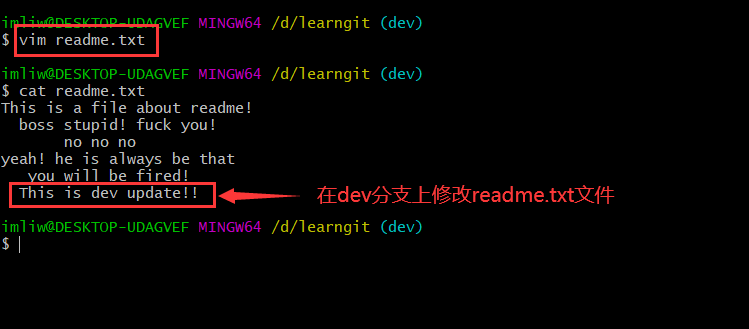 imliw@DESKTOP-UDAGVEF MINGW64 /d/learngit (dev)
$ vim readme.txt
imliw@DESKTOP-UDAGVEF MINGW64 /d/learngit (dev)
$ cat readme.txt
This is a file about readme!
boss stupid! fuck you!
no no no
yeah! he is always be that
you will be fired!
This is dev update!!
在dev分支上修改readme.txt文件
imliw@DESKTOP-UDAGVEF MINGW64 /d/learngit (dev)
$